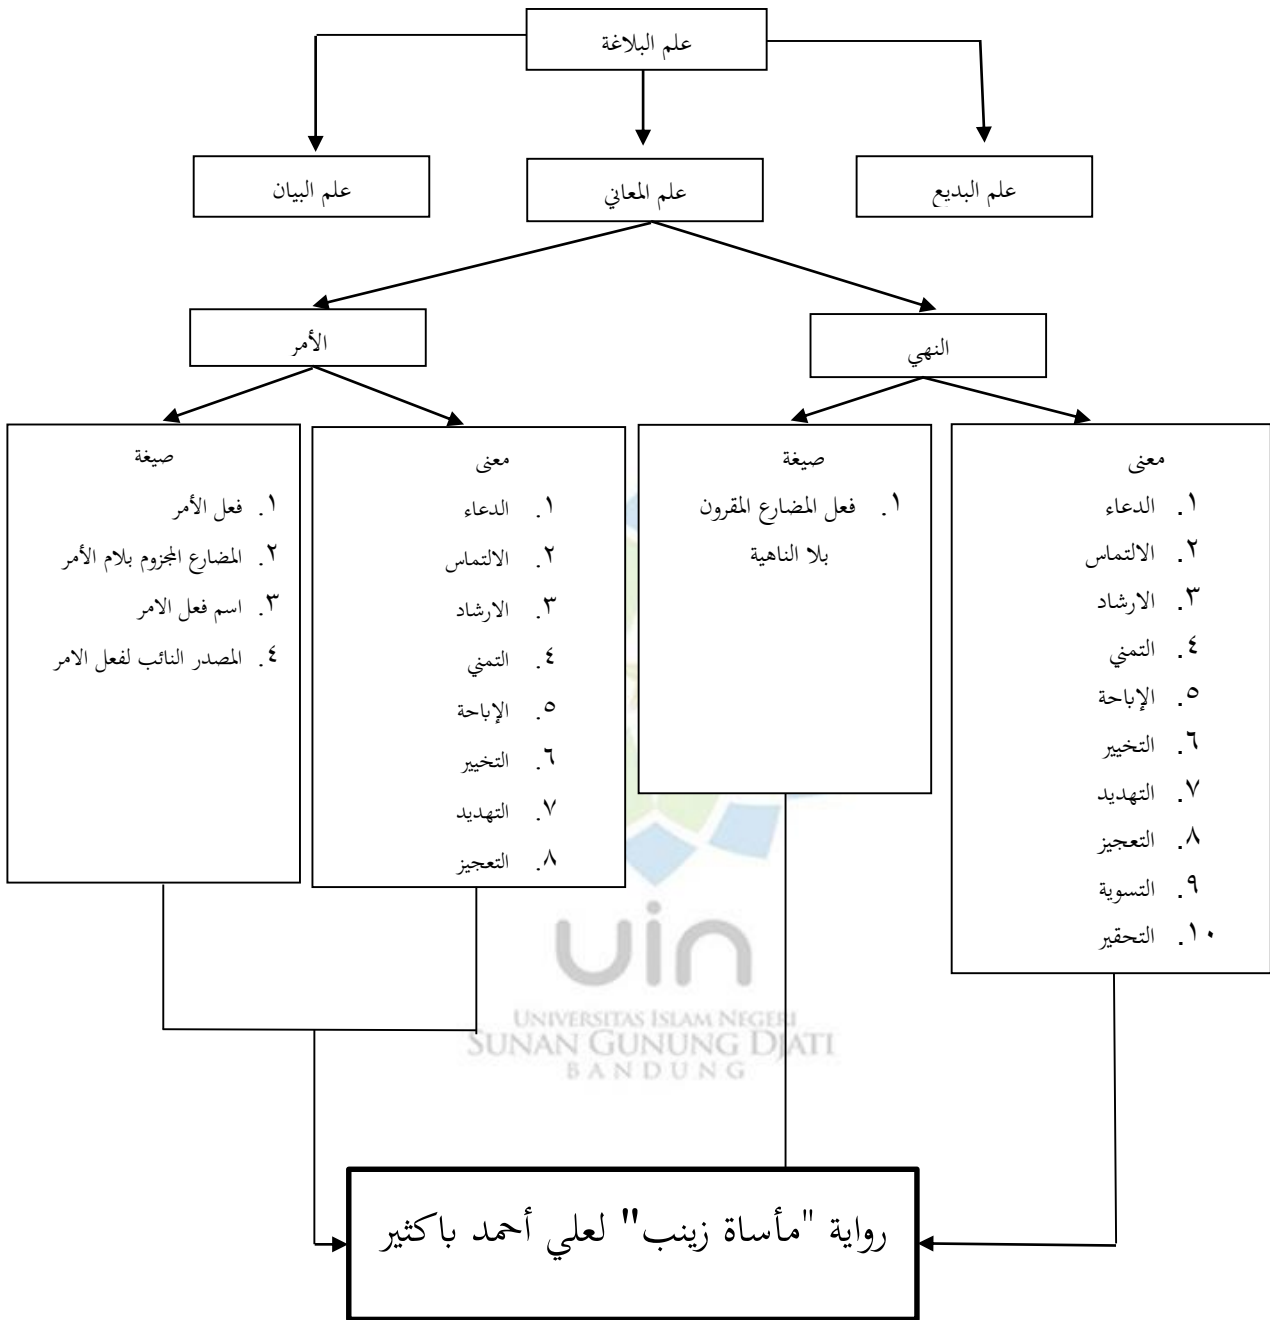 علم البلاغة
علم البديع
علم المعاني
علم البيان
النهي
الأمر
معنى
١. الدعاء
٢. الالتماس
٣. الارشاد
٤. التمني
٥. الإباحة
٦. التخيير
٧. التهديد
٨. التعجيز
٩. التسوية
١٠. التحقير
صيغة
١. فعل المضارع المقرون
بلا الناهية
معنى
١. الدعاء
٢. الالتماس
٣. الارشاد
٤. التمني
٥. الإباحة
٦. التخيير
٧. التهديد
٨. التعجيز
صيغة
١. فعل الأمر
٢. المضارع المجزوم بلام الأمر
٣. اسم فعل الامر
٤. المصدر النائب لفعل الامر
uin
UNIVERSITAS ISLAM NEGERI
SUNAN GUNUNG DJATI
BANDUNG
رواية "مأساة زينب" لعلي أحمد باكثير